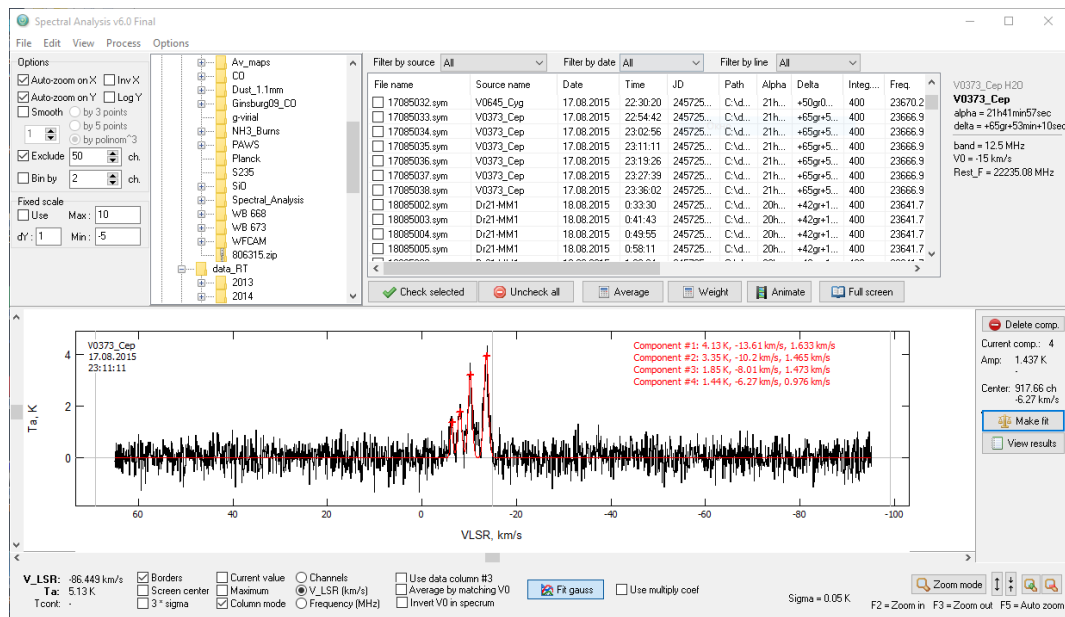 Spectral Analysis v6.0 Final
File Edit View Process Options
Options
Auto-zoom on X Inv X
Auto-zoom on Y Log Y
Smooth by 3 points
1 by 5 points
by polinom^3
Exclude 50 ch.
Bin by 2 ch.
Fixed scale
Use Max: 10
dY: 1 Min: -5
Av_maps
CO
Dust_1.1mm
Ginsburg09_CO
g-virial
NH3_Burns
PAWS
Planck
S235
SiO
Spectral_Analysis
WB 668
WB 673
WFCAM
806315.zip
data_RT
2013
2014
Filter by source All Filter by date All Filter by line All
File name Source name Date Time JD Path Alpha Delta Integ... Freq.
17085032.sym V0645_Cyg 17.08.2015 22:30:20 245725... C:\d... 21h... +50gr0... 400 23670.2
17085033.sym V0373_Cep 17.08.2015 22:54:42 245725... C:\d... 21h... +65gr+5... 400 23666.9
17085034.sym V0373_Cep 17.08.2015 23:02:56 245725... C:\d... 21h... +65gr+5... 400 23666.9
17085035.sym V0373_Cep 17.08.2015 23:11:11 245725... C:\d... 21h... +65gr+5... 400 23666.9
17085036.sym V0373_Cep 17.08.2015 23:19:26 245725... C:\d... 21h... +65gr+5... 400 23666.9
17085037.sym V0373_Cep 17.08.2015 23:27:39 245725... C:\d... 21h... +65gr+5... 400 23666.9
17085038.sym V0373_Cep 17.08.2015 23:36:02 245725... C:\d... 21h... +65gr+5... 400 23666.9
18085002.sym Dr21-MM1 18.08.2015 0:33:30 245725... C:\d... 20h... +42gr+1... 400 23641.7
18085003.sym Dr21-MM1 18.08.2015 0:41:43 245725... C:\d... 20h... +42gr+1... 400 23641.7
18085004.sym Dr21-MM1 18.08.2015 0:49:55 245725... C:\d... 20h... +42gr+1... 400 23641.7
18085005.sym Dr21-MM1 18.08.2015 0:58:11 245725... C:\d... 20h... +42gr+1... 400 23641.7
Check selected Uncheck all Average Weight Animate Full screen
V0373_Cep H2O
V0373_Cep
alpha = 21h41min57sec
delta = +65gr+53min+10sec
band = 12.5 MHz
V0 = -15 km/s
Rest_F = 22235.08 MHz
V0373_Cep
17.08.2015
23:11:11
Component #1: 4.13 K, -13.61 km/s, 1.633 km/s
Component #2: 3.35 K, -10.2 km/s, 1.465 km/s
Component #3: 1.85 K, -8.01 km/s, 1.473 km/s
Component #4: 1.44 K, -6.27 km/s, 0.976 km/s
4
2
0
Ta, K
60 40 20 0 -20 -40 -60 -80 -100
VLSR, km/s
Delete comp.
Current comp.: 4
Amp: 1.437 K
-
Center: 917.66 ch
-6.27 km/s
Make fit
View results
V_LSR: -86.449 km/s
Ta: 5.13 K
Tcont: -
Borders
Screen center
3 * sigma
Current value
Maximum
Column mode
Channels
V_LSR (km/s)
Frequency (MHz)
Use data column #3
Average by matching V0
Invert V0 in specrum
Fit gauss
Use multiply coef
Sigma = 0.05 K
Zoom mode
F2 = Zoom in F3 = Zoom out F5 = Auto zoom